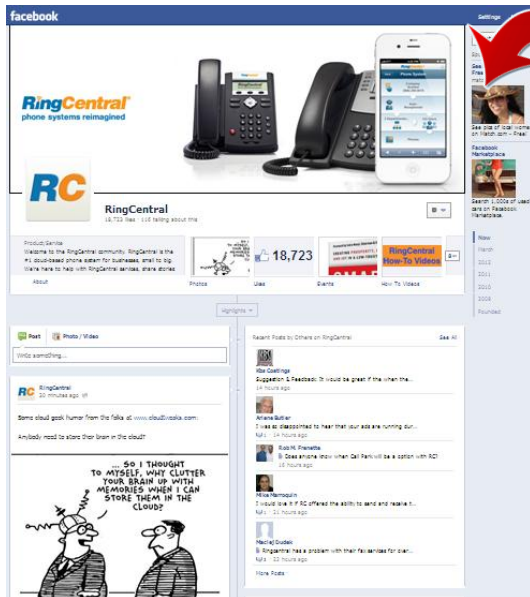 facebook
Settings
RingCentral
phone systems reimagined
RingCentral
Phone System
RC
RingCentral
18,723 likes · 118 talking about this
Product/Service
Welcome to the RingCentral community. RingCentral is the
#1 cloud-based phone system for businesses, small to big.
We're here to help with RingCentral services, share stories
About
Photos
18,723
Likes
Events
RingCentral
How-To Videos
How To Videos
See pics of local women
on Match.com - Free!
Facebook
Marketplace
Search 1,000s of used
cars on Facebook
Marketplace.
Now
March
2012
2011
2010
2009
Founded
Highlights
Post
Photo / Video
Write something...
RingCentral
20 minutes ago
Some cloud geek humor from the folks at www.cloudtweaks.com.
Anybody need to store their brain in the cloud?
... SO I THOUGHT
TO MYSELF, WHY CLUTTER
YOUR BRAIN UP WITH
MEMORIES WHEN I CAN
STORE THEM IN THE
CLOUD?
Recent Posts by Others on RingCentral
See All
Suggestion & Feedback: It would be great if the when the...
14 hours ago
Arlene Butler
I was so disappointed to hear that your ads are running dur...
14 hours ago
Rob M. Frenette
Does anyone know when Call Park will be a option with RC?
18 hours ago
Mike Marroquin
I would love it if RC offered the ability to send and receive t...
21 hours ago
Maciej Dudek
Ringcentral has a problem with their fax services for over...
22 hours ago
More Posts